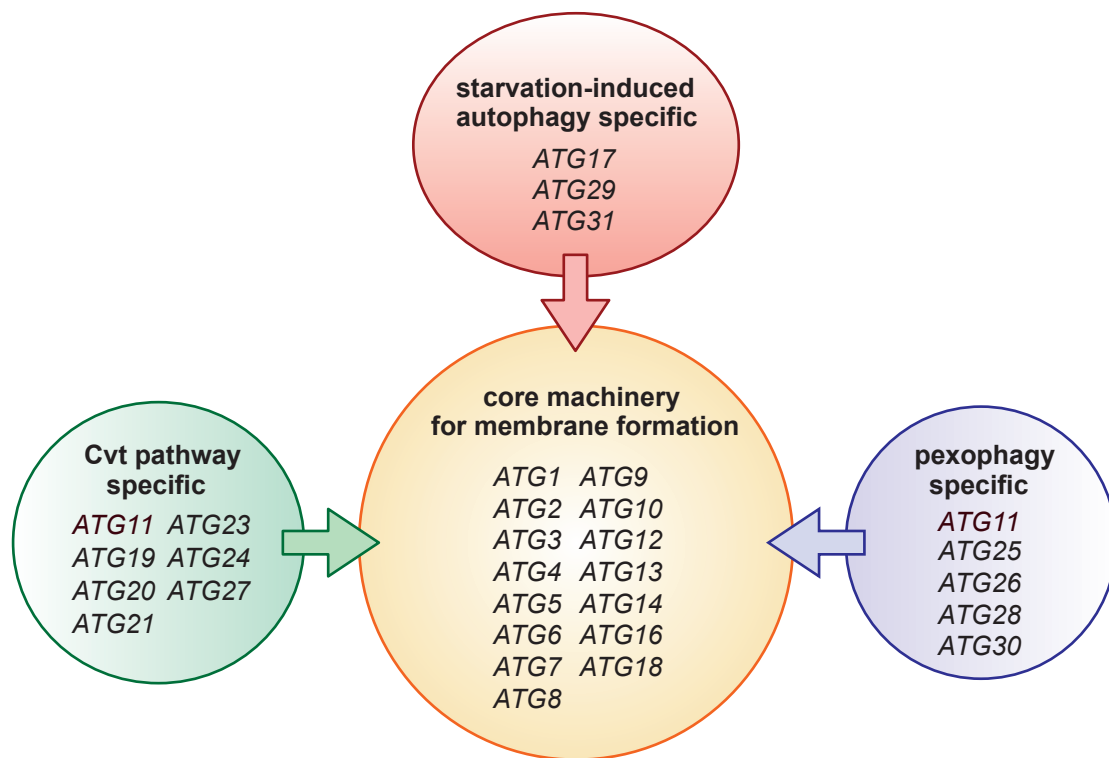 starvation-induced
autophagy specific
ATG17
ATG29
ATG31
core machinery
for membrane formation
ATG1 ATG9
ATG2 ATG10
ATG3 ATG12
ATG4 ATG13
ATG5 ATG14
ATG6 ATG16
ATG7 ATG18
ATG8
Cvt pathway
specific
ATG11 ATG23
ATG19 ATG24
ATG20 ATG27
ATG21
pexophagy
specific
ATG11
ATG25
ATG26
ATG28
ATG30